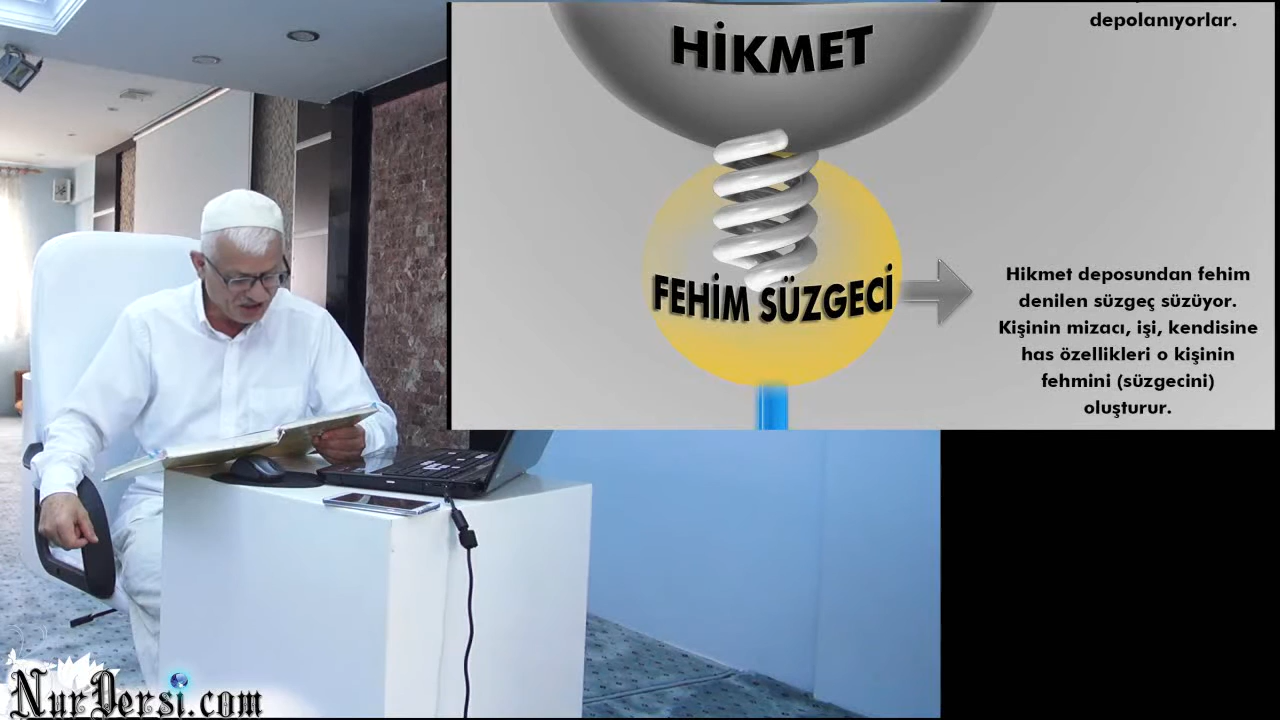 depolanıyorlar.
HİKMET
FEHİM SÜZGECİ
Hikmet deposundan fehim
denilen süzgeç süzüyor.
Kişinin mizacı, işi, kendisine
has özellikleri o kişinin
fehmini (süzgecini)
oluşturur.
NurDersi.com